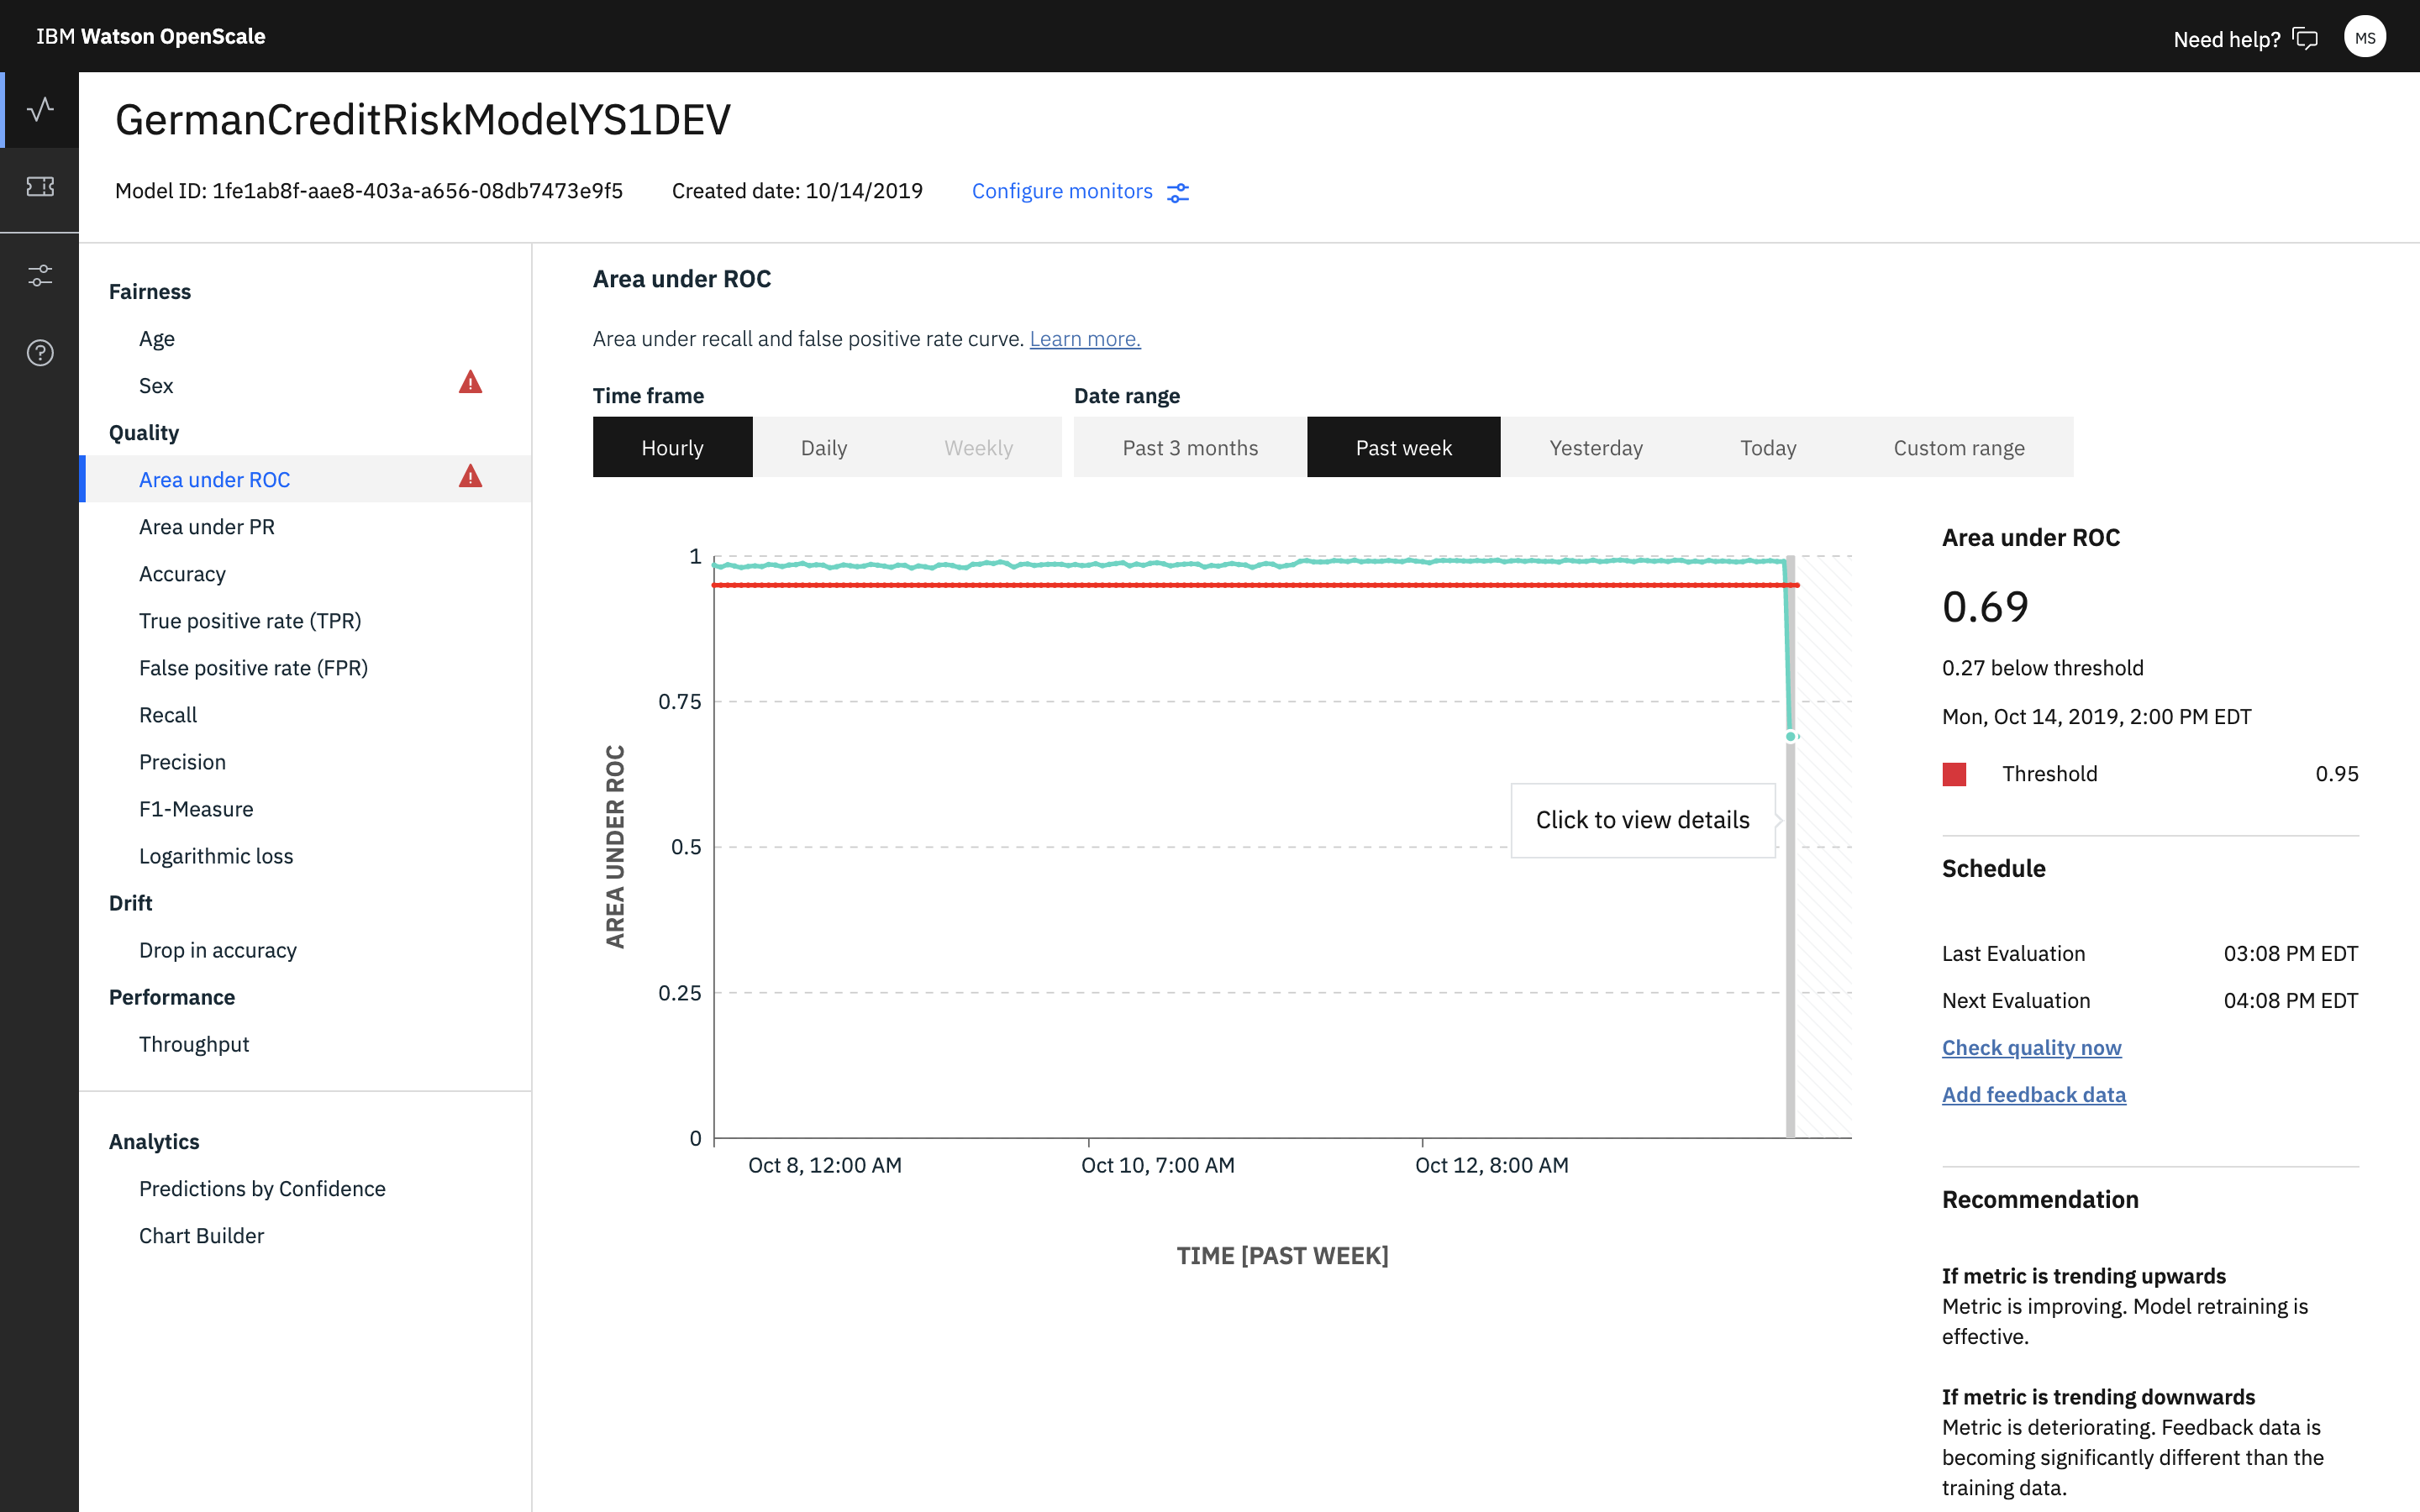 IBM Watson OpenScale
Need help?
MS
GermanCreditRiskModelYS1DEV
Model ID: 1fe1ab8f-aae8-403a-a656-08db7473e9f5
Created date: 10/14/2019
Configure monitors
Fairness
Age
Sex
Quality
Area under ROC
Area under PR
Accuracy
True positive rate (TPR)
False positive rate (FPR)
Recall
Precision
F1-Measure
Logarithmic loss
Drift
Drop in accuracy
Performance
Throughput
Analytics
Predictions by Confidence
Chart Builder
Area under ROC
Area under recall and false positive rate curve. Learn more.
Time frame
Hourly
Daily
Weekly
Date range
Past 3 months
Past week
Yesterday
Today
Custom range
AREA UNDER ROC
1
0.75
0.5
0.25
0
Click to view details
Oct 8, 12:00 AM
Oct 10, 7:00 AM
Oct 12, 8:00 AM
TIME [PAST WEEK]
Area under ROC
0.69
0.27 below threshold
Mon, Oct 14, 2019, 2:00 PM EDT
Threshold 0.95
Schedule
Last Evaluation 03:08 PM EDT
Next Evaluation 04:08 PM EDT
Check quality now
Add feedback data
Recommendation
If metric is trending upwards
Metric is improving. Model retraining is
effective.
If metric is trending downwards
Metric is deteriorating. Feedback data is
becoming significantly different than the
training data.